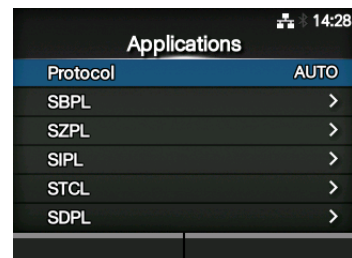 14:28
Applications
Protocol AUTO
SBPL >
SZPL >
SIPL >
STCL >
SDPL >